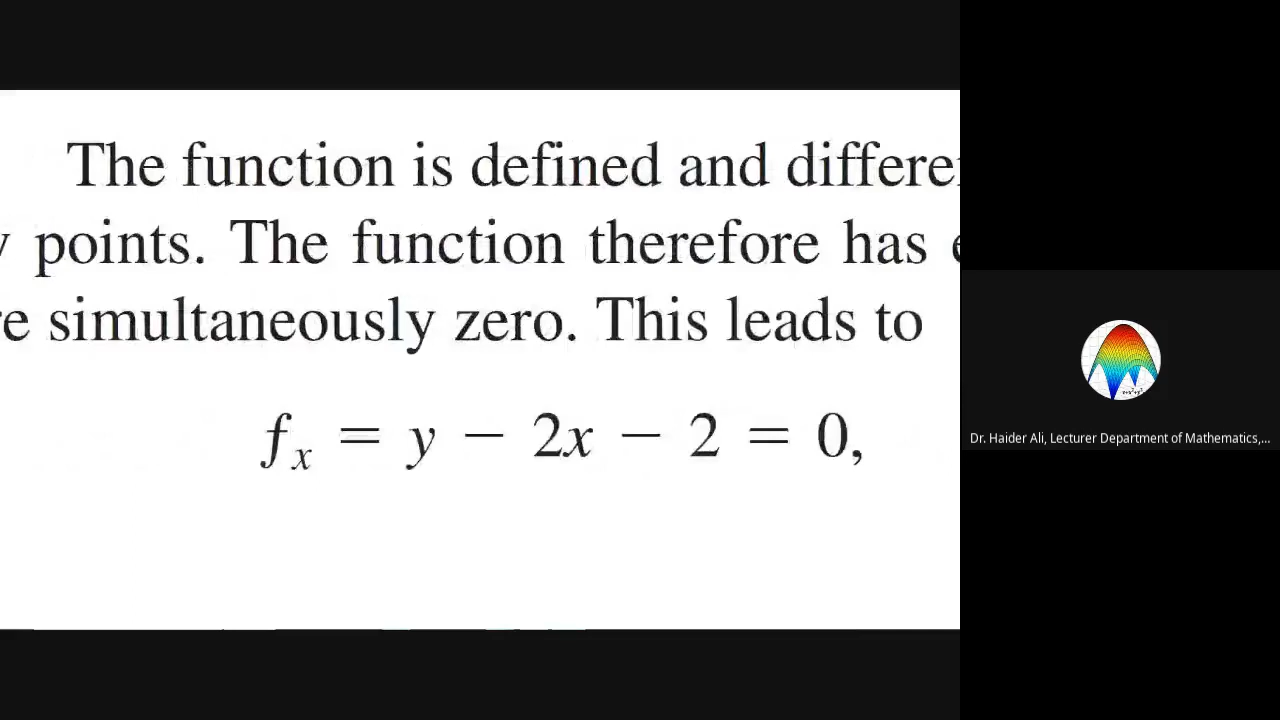 The function is defined and
points. The function therefore has
simultaneously zero. This leads to
fₓ = y − 2x − 2 = 0,
Dr. Haider Ali, Lecturer Department of Mathematics,...